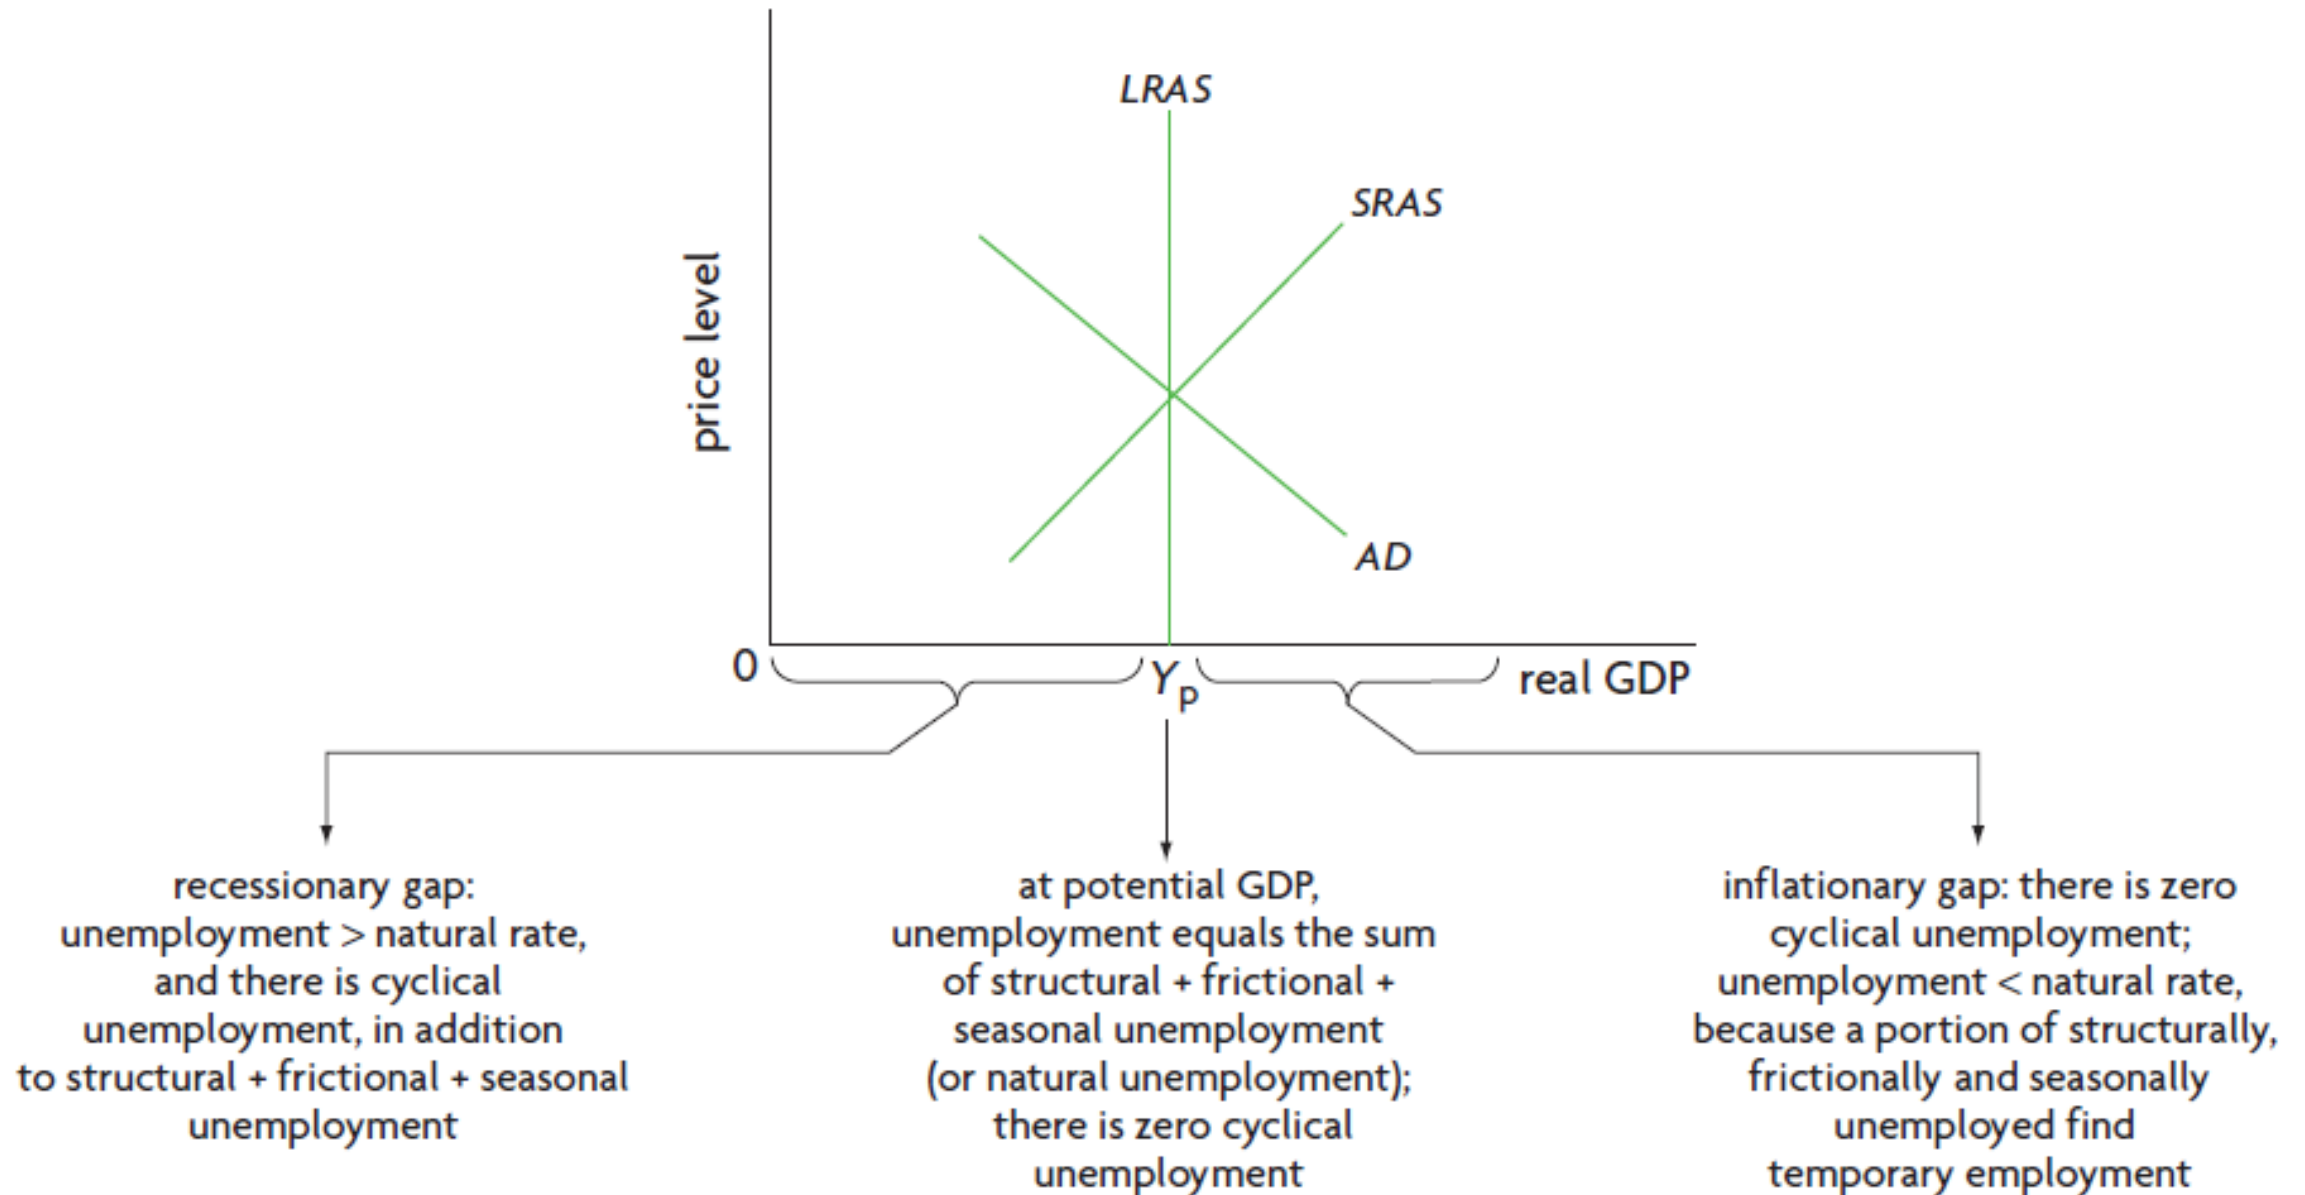 LRAS
SRAS
price level
AD
0
Yp
real GDP
recessionary gap:
unemployment > natural rate,
and there is cyclical
unemployment, in addition
to structural + frictional + seasonal
unemployment
at potential GDP,
unemployment equals the sum
of structural + frictional +
seasonal unemployment
(or natural unemployment);
there is zero cyclical
unemployment
inflationary gap: there is zero
cyclical unemployment;
unemployment < natural rate,
because a portion of structurally,
frictionally and seasonally
unemployed find
temporary employment